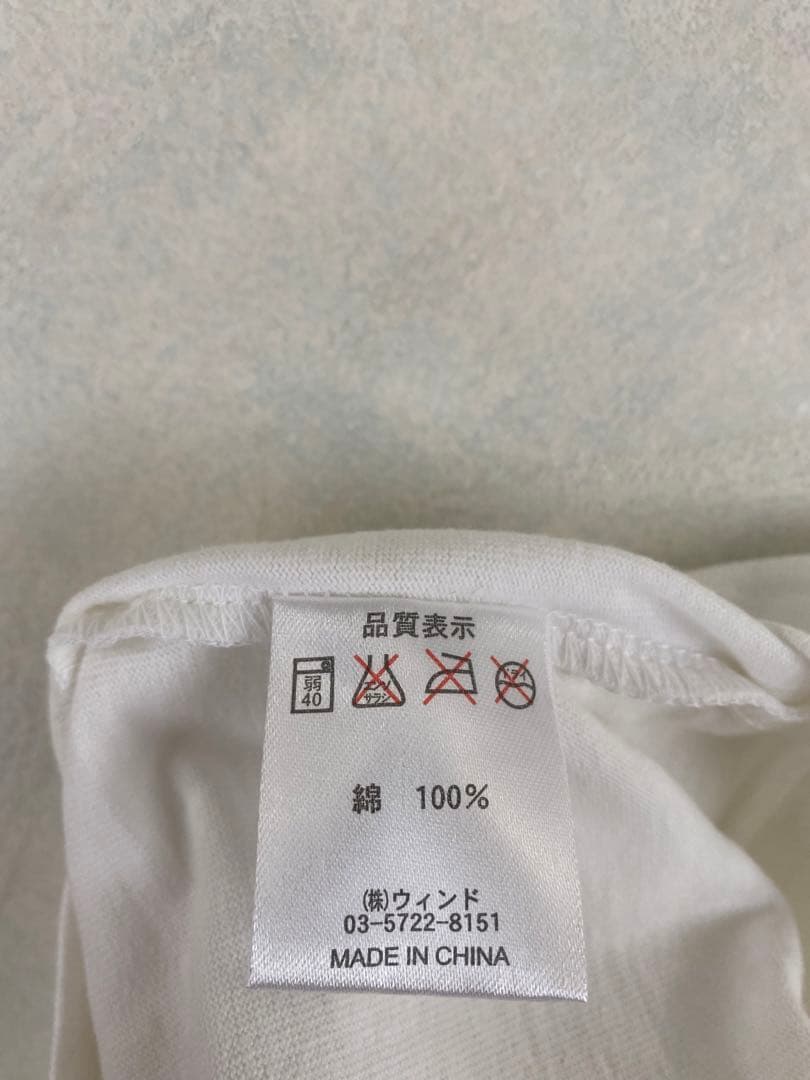 品質表示
弱 40
エンソ サラシ
ドライ
綉 100%
(株)ウィンド
03-5722-8151
MADE IN CHINA